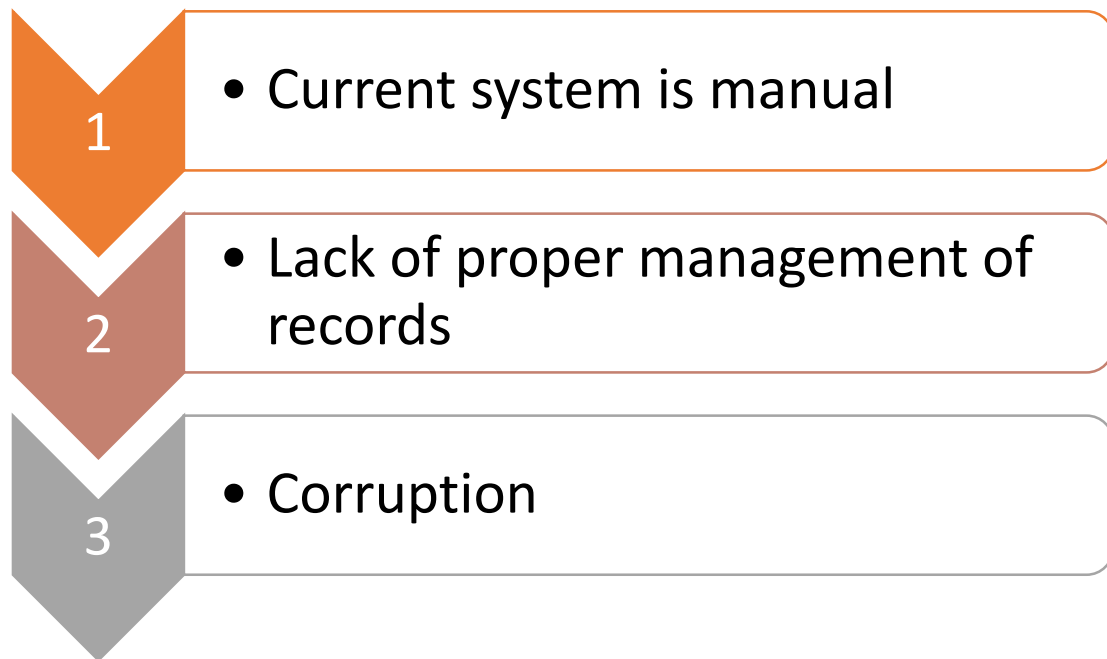 1
• Current system is manual
2
• Lack of proper management of
records
3
• Corruption